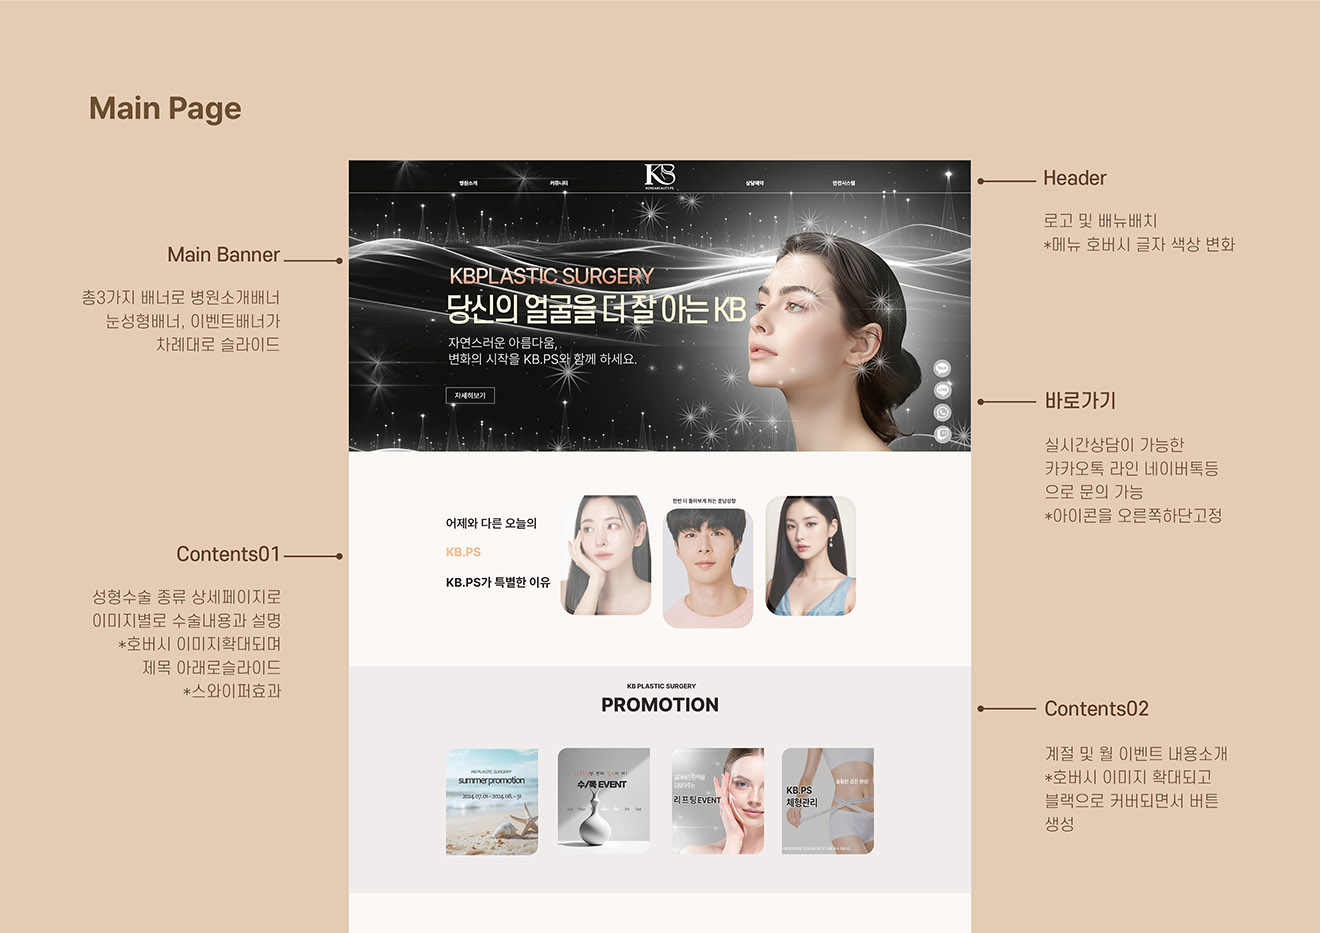 Main Page
Main Banner
총3가지 배너로 병원소개배너
눈성형배너, 이벤트배너가
차례대로 슬라이드
Contents01
성형수술 종류 상세페이지로
이미지별로 수술내용과 설명
*호버시 이미지확대되며
제목 아래로슬라이드
*스와이퍼효과
병원소개
커뮤니티
KB
KOREABEAUTY.PS
상담예약
안전시스템
KBPLASTIC SURGERY
당신의 얼굴을 더 잘 아는 KB
자연스러운 아름다움,
변화의 시작을 KB.PS와 함께 하세요.
자세히보기
TALK
LINE
어제와 다른 오늘의
KB.PS
KB.PS가 특별한 이유
한번 더 돌아보게 하는 훈남성형
KB PLASTIC SURGERY
PROMOTION
KB PLASTIC SURGERY
summer promotion
2024. 07. 01 - 2024. 08. - 31
수/목 EVENT
Sun Mon Fri Sat
리프팅 EVENT
KB.PS
체형관리
Header
로고 및 배뉴배치
*메뉴 호버시 글자 색상 변화
바로가기
실시간상담이 가능한
카카오톡 라인 네이버톡등
으로 문의 가능
*아이콘을 오른쪽하단고정
Contents02
계절 및 월 이벤트 내용소개
*호버시 이미지 확대되고
블랙으로 커버되면서 버튼
생성